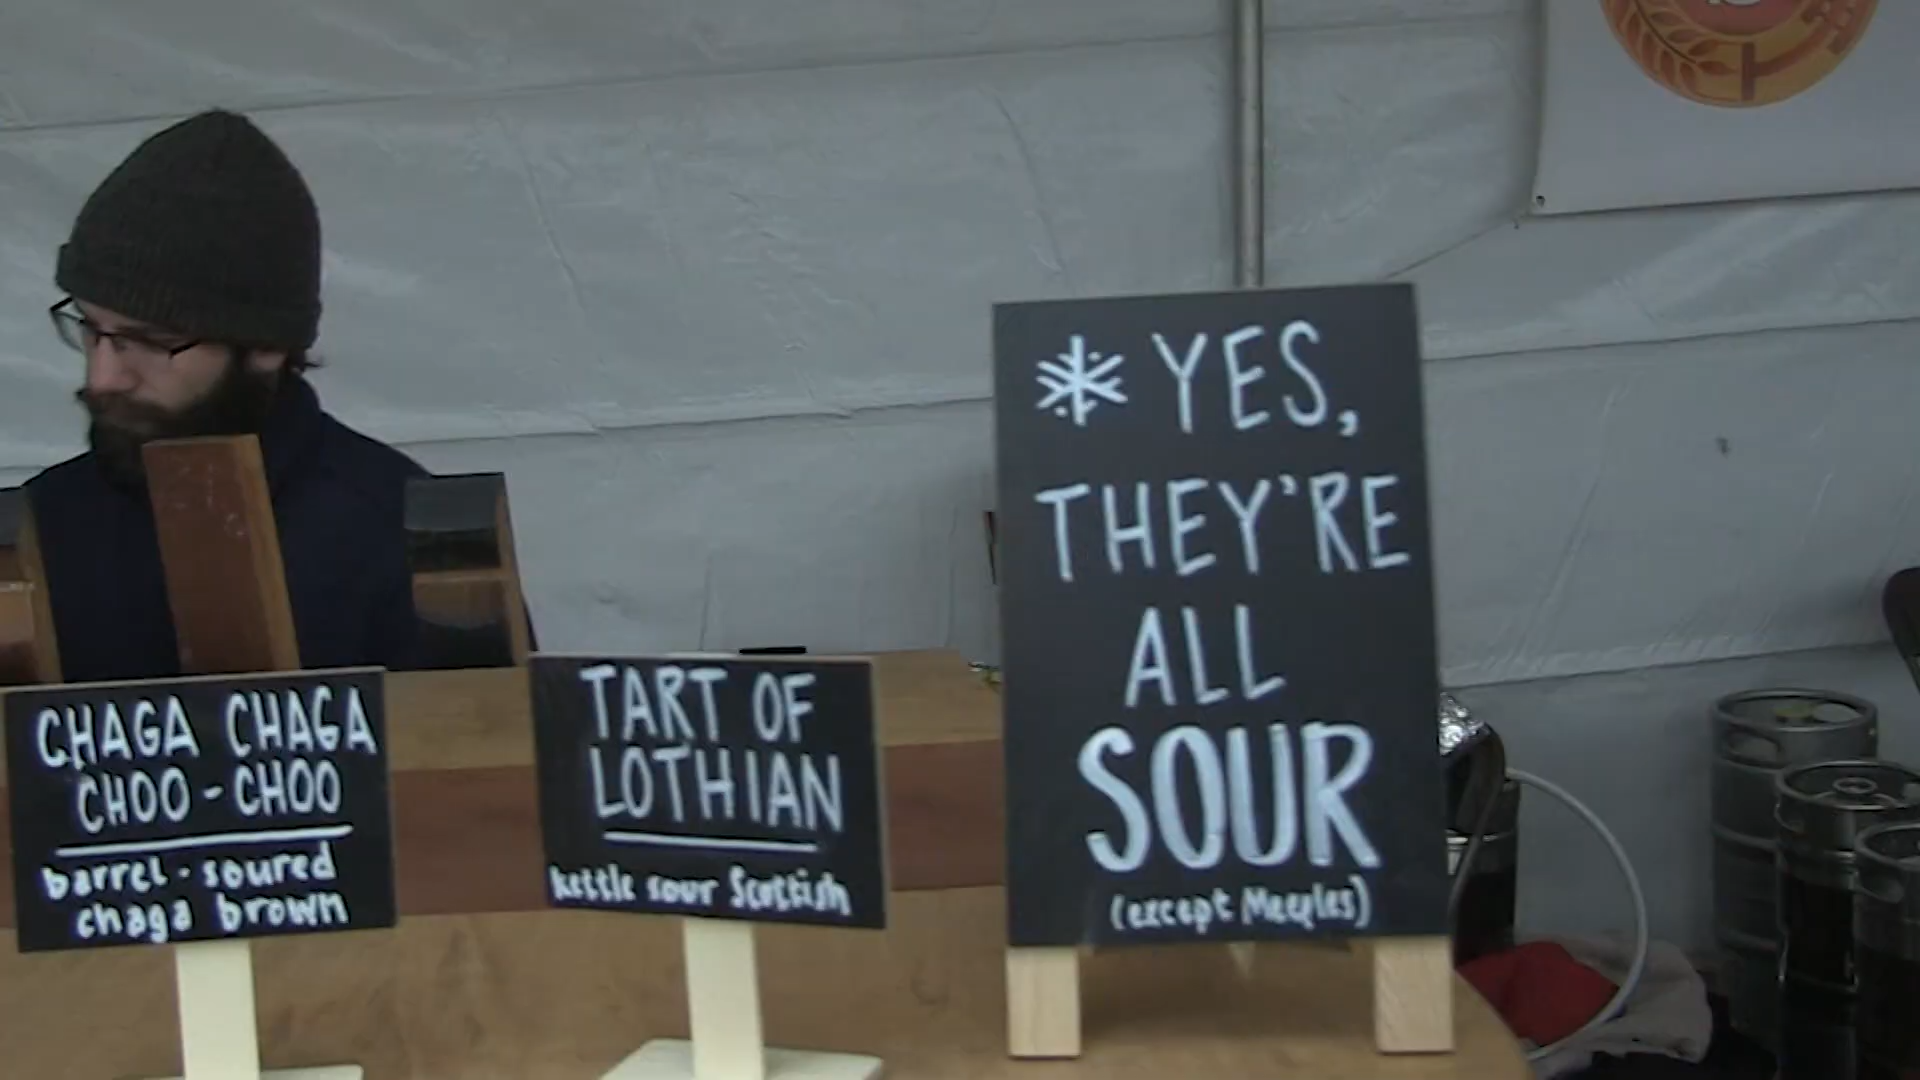 CHAGA CHAGA
CHOO-CHOO
barrel-soured
chaga brown
TART OF
LOTHIAN
kettle sour Scottish
* YES,
THEY'RE
ALL
SOUR
(except Meeples)